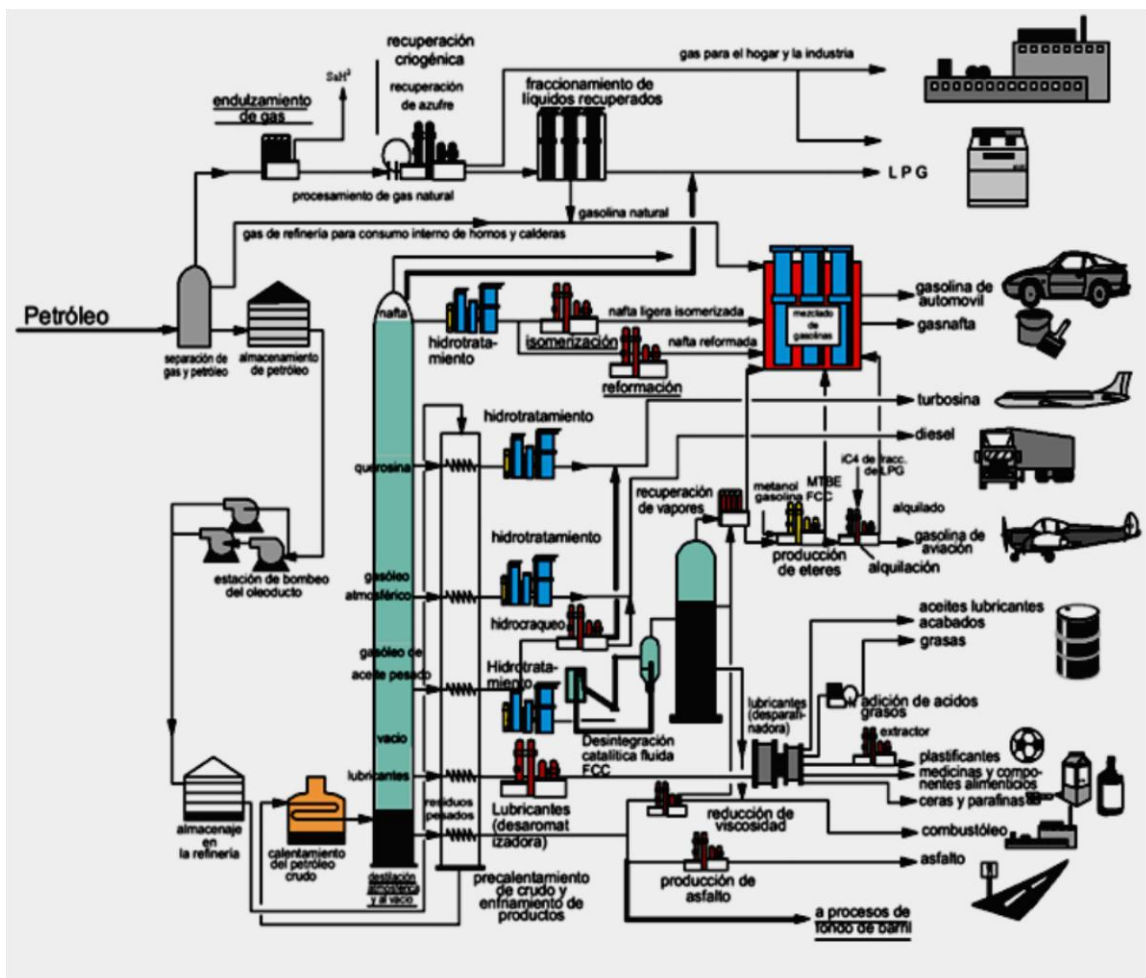 recuperación
criogénica
gas para el hogar y la industria
SaH²
recuperación
de azufre
fraccionamiento de
líquidos recuperados
endulzamiento
de gas
L P G
procesamiento de gas natural
gasolina natural
gas de refinería para consumo interno de hornos y calderas
Petróleo
separación de
gas y petróleo
almacenamiento
de petróleo
nafta
hidrotrata-
miento
isomerización
nafta ligera isomerizada
nafta reformada
reformación
mezclado
de
gasolinas
gasolina de
automovil
gasnafta
turbosina
diesel
hidrotratamiento
querosina
recuperación
de vapores
metanol
gasolina
MTBE
FCC
iC4 de fracc.
de LPG
alquilado
producción
de eteres
alquilación
gasolina
de aviación
estación de bombeo
del oleoducto
hidrotratamiento
gasóleo
atmosférico
hidrocraqueo
gasóleo de
aceite pesado
Hidrotrata-
miento
Desintegración
catalítica fluida
FCC
aceites lubricantes
acabados
grasas
adición de acidos
grasos
lubricantes
(desparafi-
nadora)
extractor
plastificantes
medicinas y compo-
nentes alimenticios
ceras y parafinas
vacio
lubricantes
Lubricantes
(desaromat
izadora)
residuos
pesados
reducción de
viscosidad
combustóleo
asfalto
producción de
asfalto
almacenaje
en
la refinería
calentamiento
del petróleo
crudo
destilación
atmosférica
y al vacio
precalentamiento
de crudo y
enfriamiento de
productos
a procesos de
fondo de barril